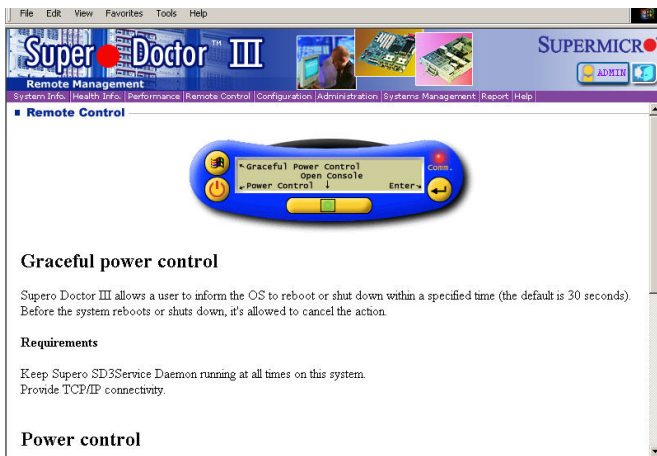 File Edit View Favorites Tools Help
Super Doctor™ III
SUPERMICR
Remote Management
ADMIN
System Info. | Health Info. | Performance | Remote Control | Configuration | Administration | Systems Management | Report | Help
Remote Control
Graceful Power Control
Open Console
Power Control ↓ Enter
Comm.
Graceful power control
Supero Doctor III allows a user to inform the OS to reboot or shut down within a specified time (the default is 30 seconds).
Before the system reboots or shuts down, it's allowed to cancel the action.
Requirements
Keep Supero SD3Service Daemon running at all times on this system.
Provide TCP/IP connectivity.
Power control